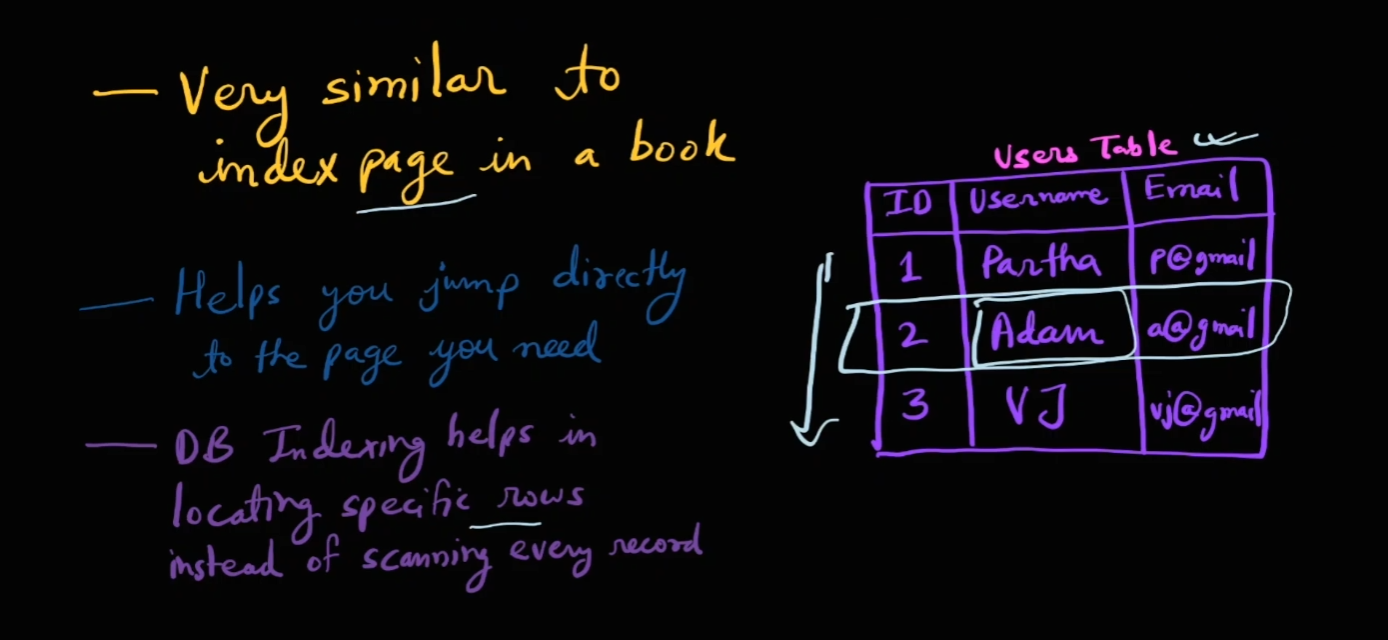 — Very similar to
index page in a book
— Helps you jump directly
to the page you need
— DB Indexing helps in
locating specific rows
instead of scanning every record
Users Table
ID Username Email
1 Partha p@gmail
2 Adam a@gmail
3 VJ vj@gmail